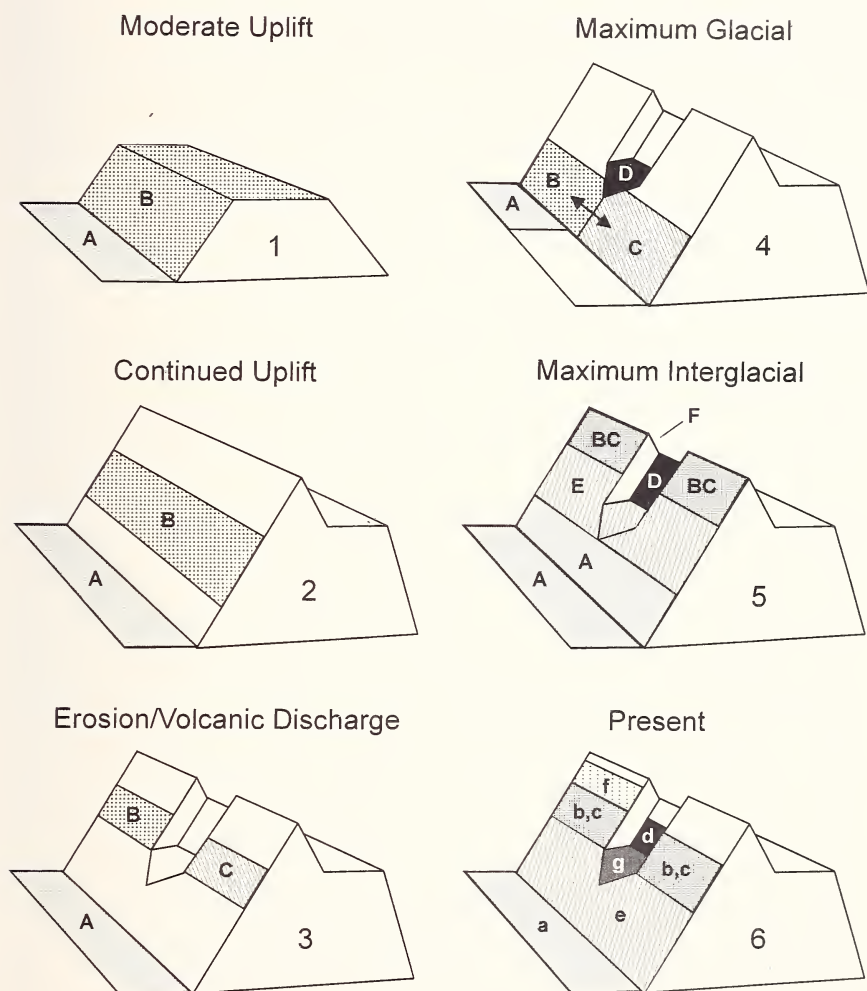 Moderate Uplift
B
A
1
Continued Uplift
B
A
2
Erosion/Volcanic Discharge
B
C
A
3
Maximum Glacial
D
B
A
C
4
Maximum Interglacial
F
BC
D
BC
E
A
A
5
Present
f
b,c
d
g
b,c
a
e
6